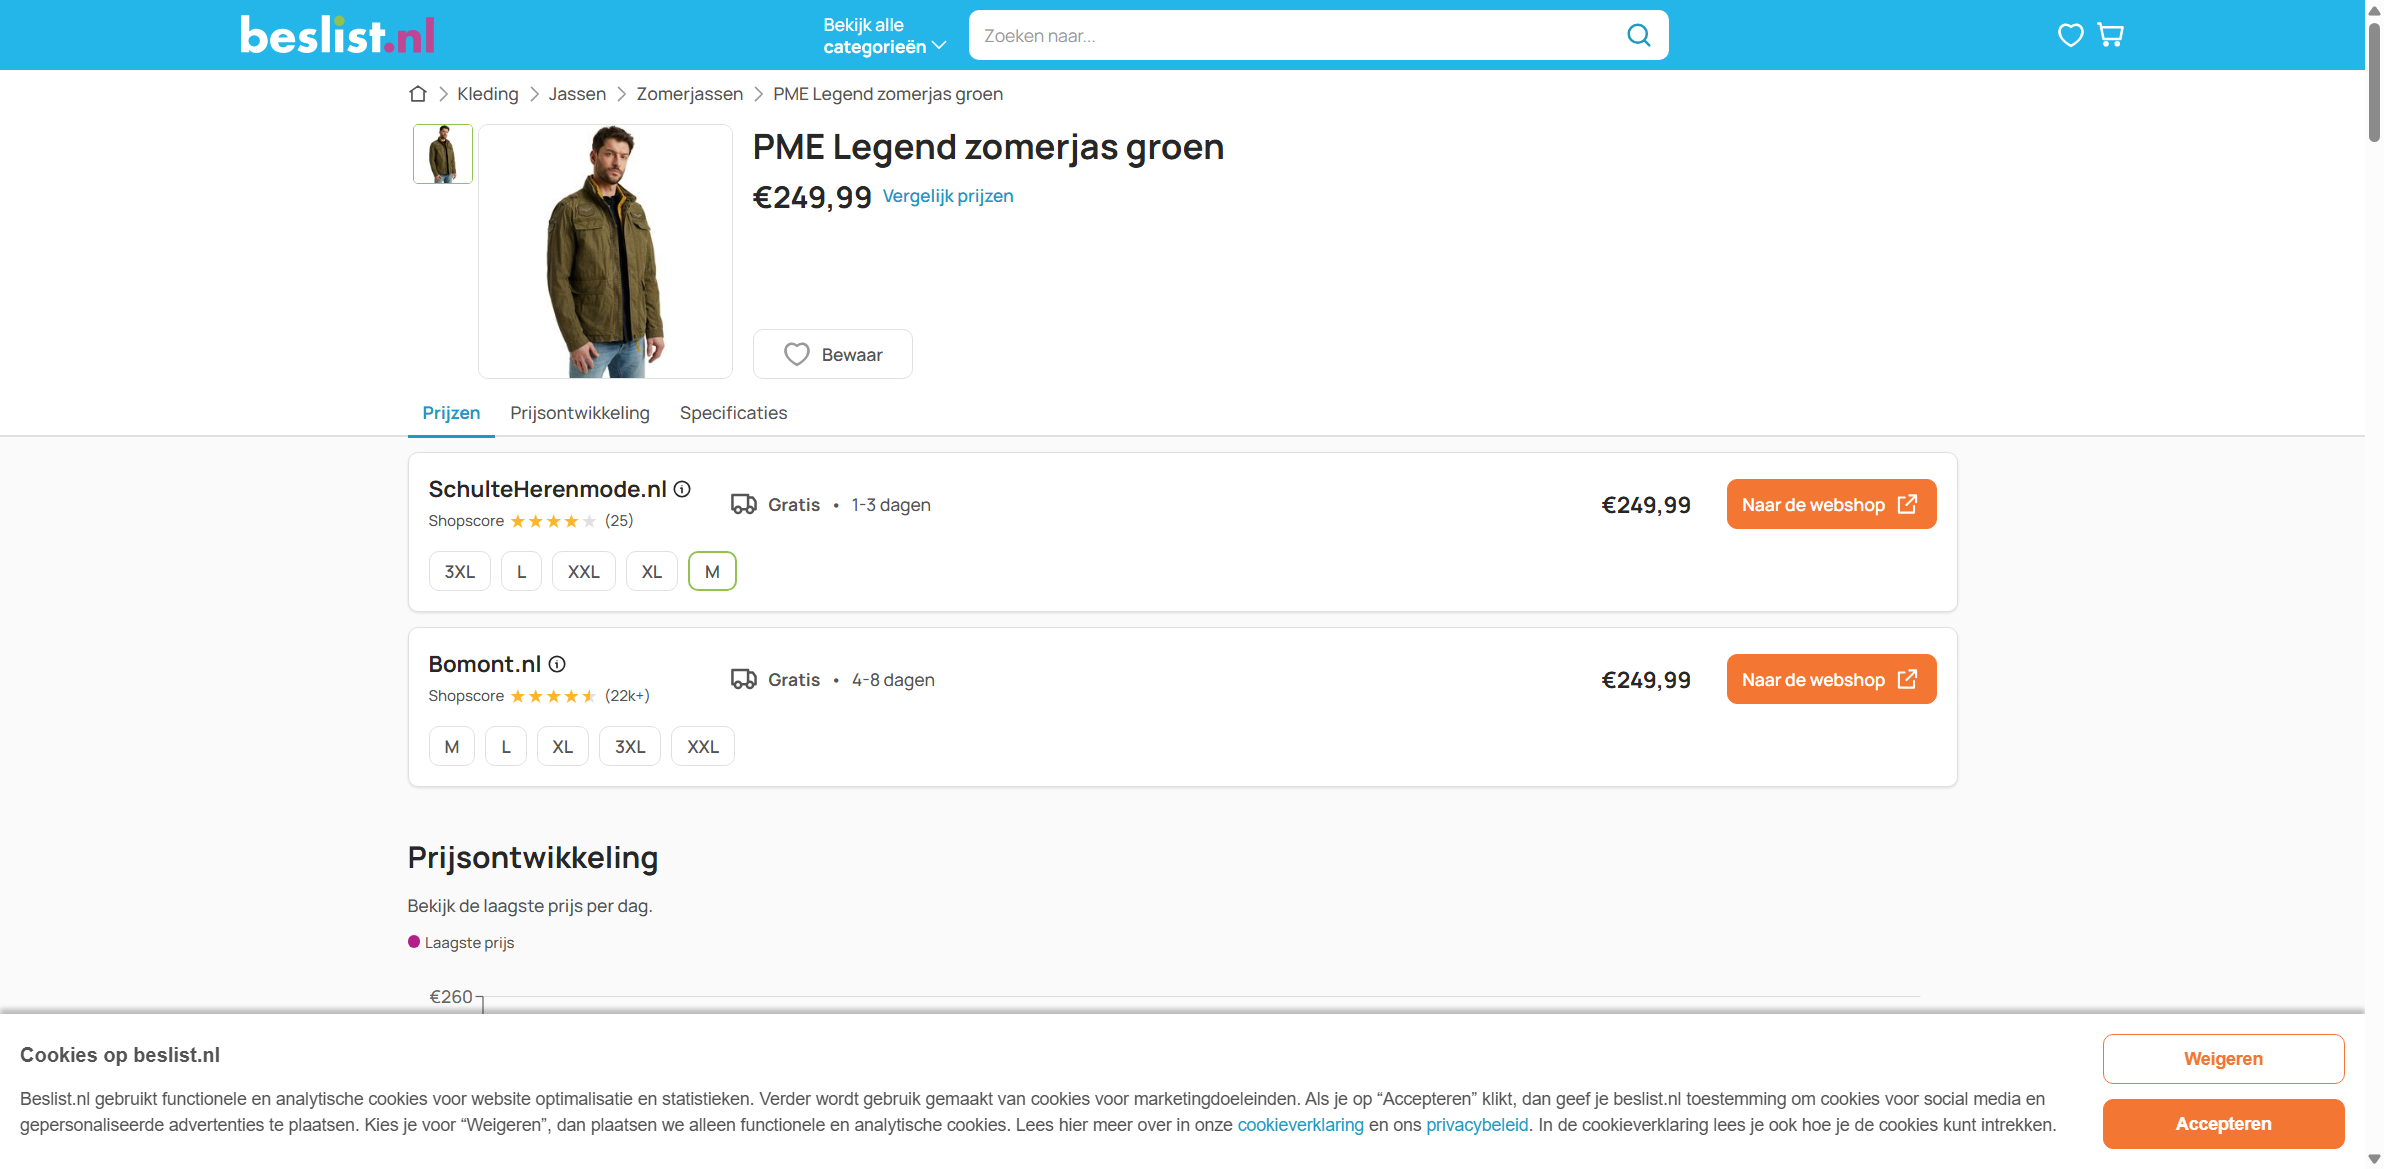 beslist.nl
Bekijk alle
categorieën
Zoeken naar...
Kleding
Jassen
Zomerjassen
PME Legend zomerjas groen
PME Legend zomerjas groen
€249,99 Vergelijk prijzen
Bewaar
Prijzen
Prijsontwikkeling
Specificaties
SchulteHerenmode.nl
Shopscore (25)
Gratis • 1-3 dagen
€249,99
Naar de webshop
3XL
L
XXL
XL
M
Bomont.nl
Shopscore (22k+)
Gratis • 4-8 dagen
€249,99
Naar de webshop
M
L
XL
3XL
XXL
Prijsontwikkeling
Bekijk de laagste prijs per dag.
Laagste prijs
€260
Cookies op beslist.nl
Beslist.nl gebruikt functionele en analytische cookies voor website optimalisatie en statistieken. Verder wordt gebruik gemaakt van cookies voor marketingdoeleinden. Als je op “Accepteren” klikt, dan geef je beslist.nl toestemming om cookies voor social media en
gepersonaliseerde advertenties te plaatsen. Kies je voor “Weigeren”, dan plaatsen we alleen functionele en analytische cookies. Lees hier meer over in onze cookieverklaring en ons privacybeleid. In de cookieverklaring lees je ook hoe je de cookies kunt intrekken.
Weigeren
Accepteren